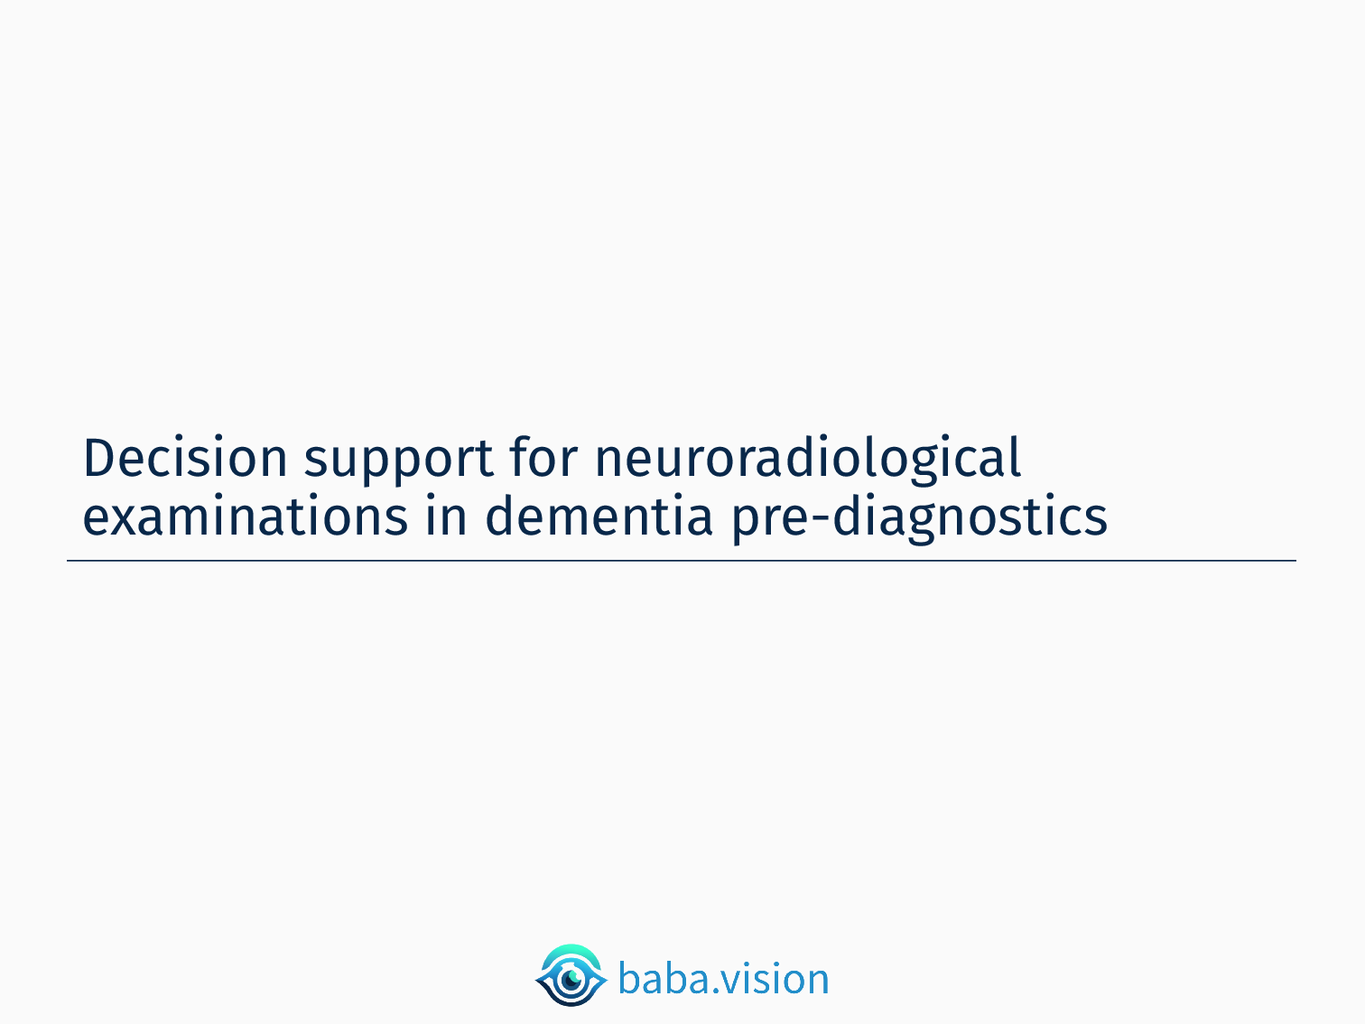 Decision support for neuroradiological
examinations in dementia pre-diagnostics
baba.vision